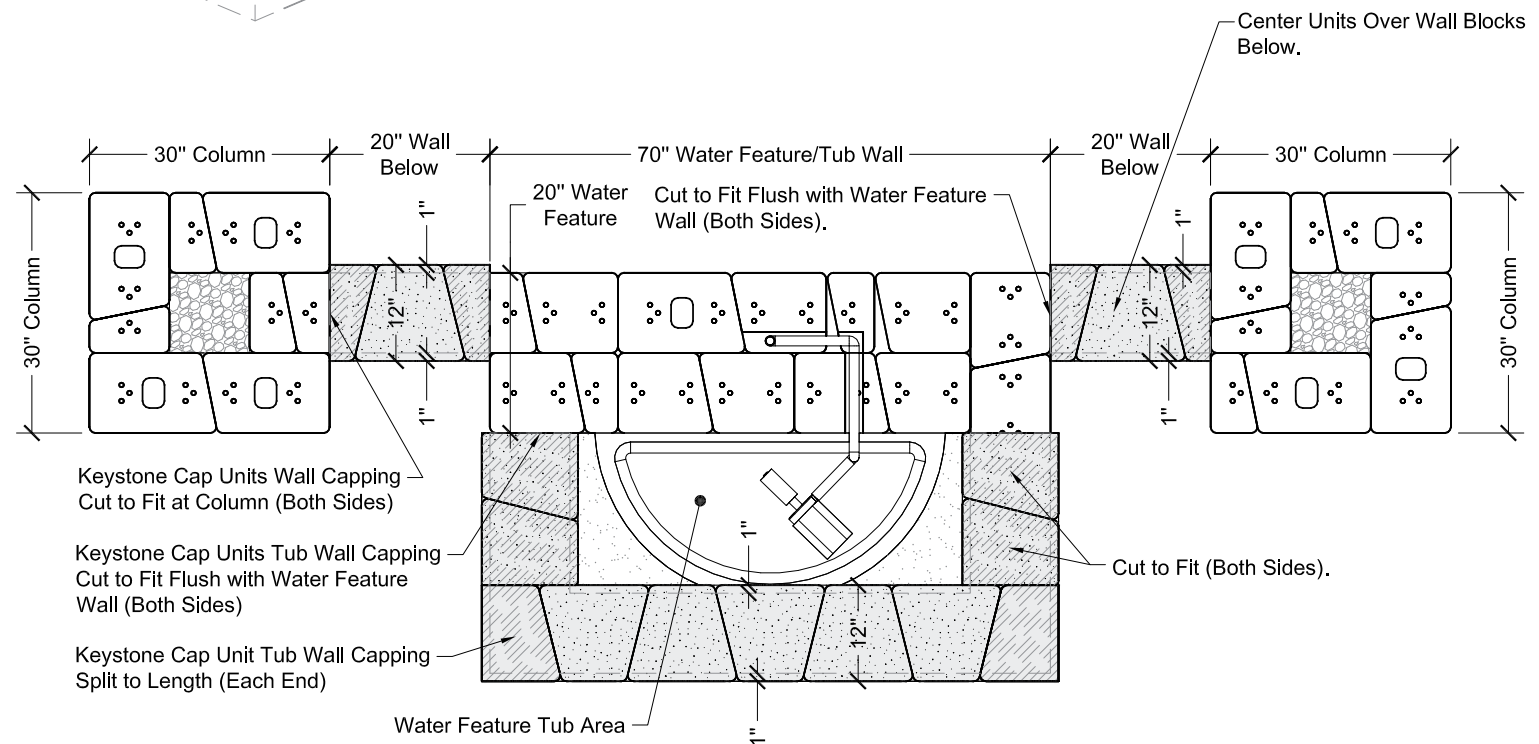 Center Units Over Wall Blocks
Below.
30" Column
20" Wall
Below
70" Water Feature/Tub Wall
20" Wall
Below
30" Column
20" Water
Feature
Cut to Fit Flush with Water Feature
Wall (Both Sides).
1"
1"
30" Column
12"
12"
30" Column
1"
1"
Keystone Cap Units Wall Capping
Cut to Fit at Column (Both Sides)
1"
Keystone Cap Units Tub Wall Capping
Cut to Fit Flush with Water Feature
Wall (Both Sides)
Cut to Fit (Both Sides).
12"
Keystone Cap Unit Tub Wall Capping
Split to Length (Each End)
Water Feature Tub Area
1"